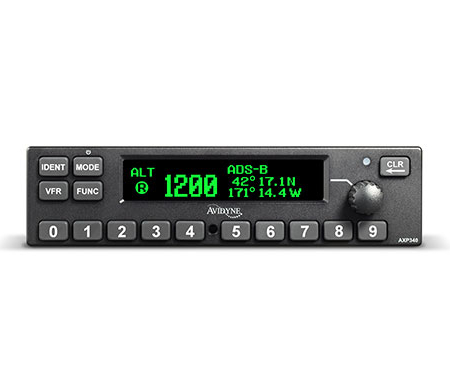 IDENT MODE
VFR FUNC
ALT
R
1200
ADS-B
42° 17.1N
171° 14.4W
CLR
AVIDYNE
0 1 2 3 4 5 6 7 8 9
AXP340